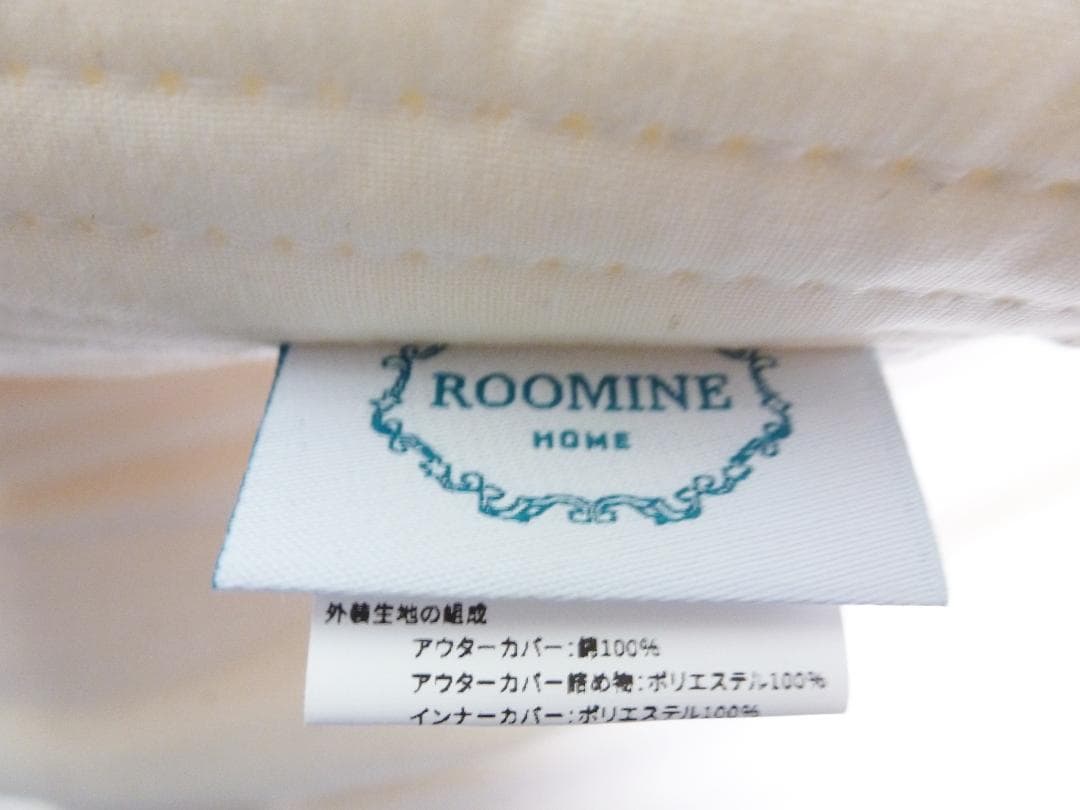 ROOMINE
HOME
外装生地の組成
アウターカバー:綿100%
アウターカバー詰め物:ポリエステル100%
インナーカバー:ポリエステル100%